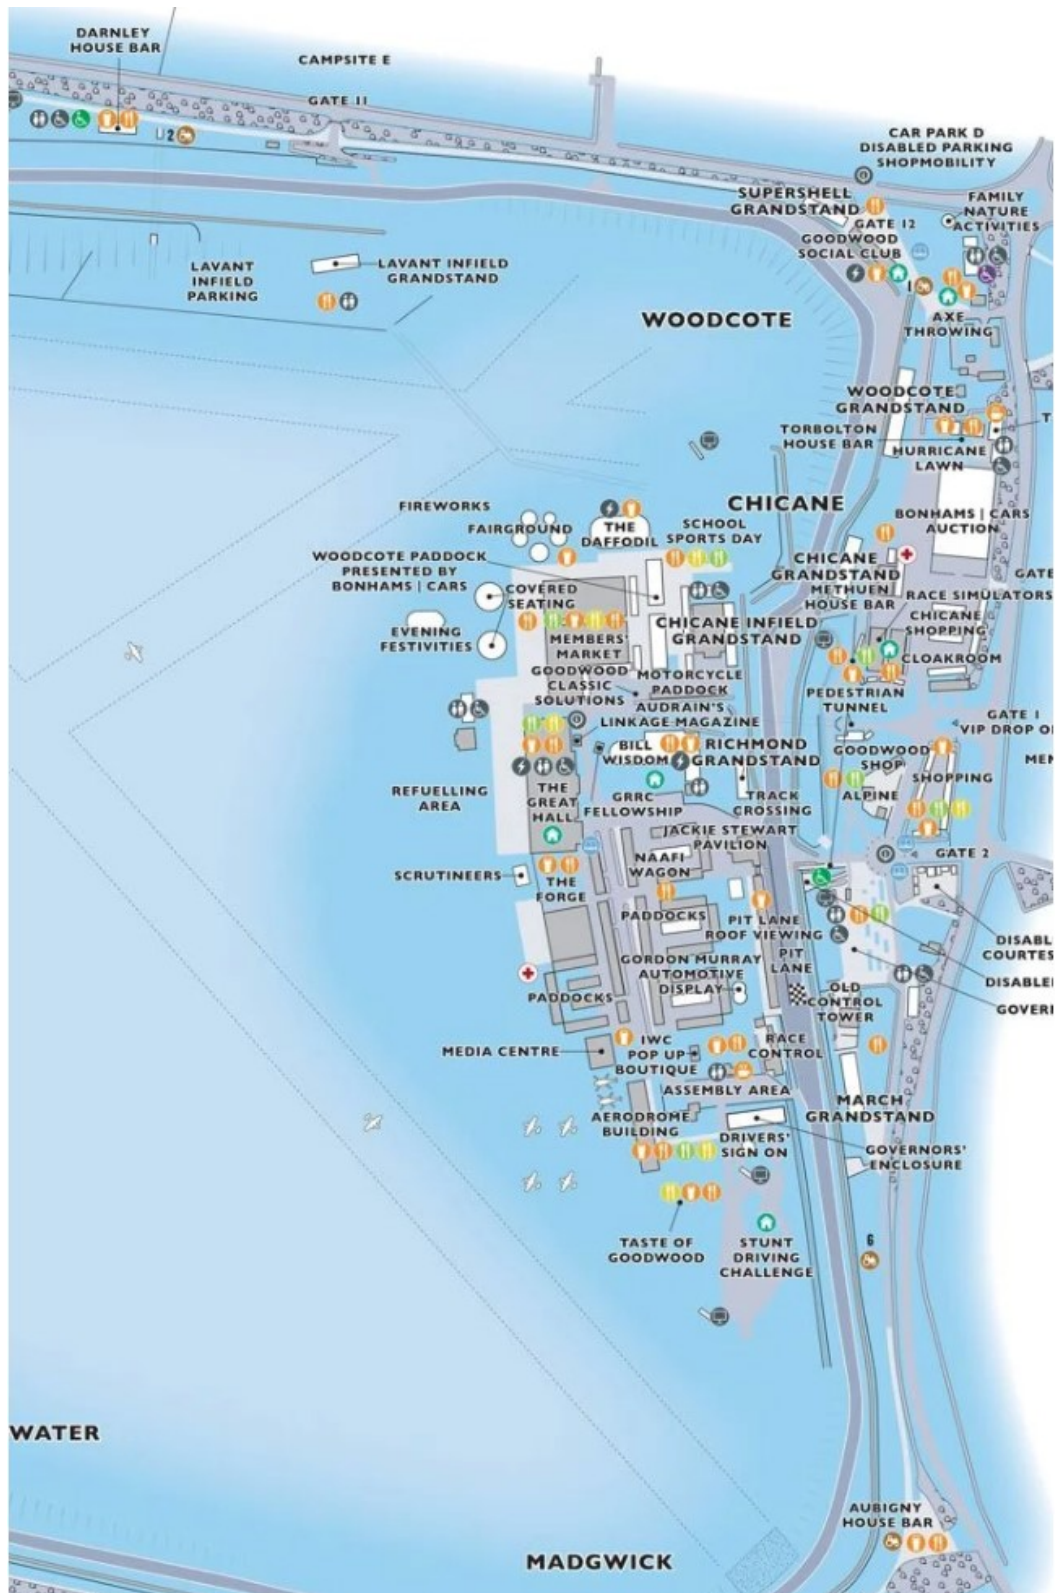 DARNLEY
HOUSE BAR
CAMPSITE E
GATE 11
2
CAR PARK D
DISABLED PARKING
SHOPMOBILITY
SUPERSHELL
GRANDSTAND
FAMILY
NATURE
ACTIVITIES
GATE 12
GOODWOOD
SOCIAL CLUB
LAVANT
INFIELD
PARKING
LAVANT INFIELD
GRANDSTAND
1
AXE
THROWING
WOODCOTE
WOODCOTE
GRANDSTAND
TORBOLTON
HOUSE BAR
HURRICANE
LAWN
T
CHICANE
BONHAMS | CARS
AUCTION
FIREWORKS
FAIRGROUND
THE
DAFFODIL
SCHOOL
SPORTS DAY
WOODCOTE PADDOCK
PRESENTED BY
BONHAMS | CARS
COVERED
SEATING
CHICANE
GRANDSTAND
METHUEN
HOUSE BAR
GATE
RACE SIMULATORS
CHICANE
SHOPPING
EVENING
FESTIVITIES
MEMBERS'
MARKET
CHICANE INFIELD
GRANDSTAND
CLOAKROOM
GOODWOOD
CLASSIC
SOLUTIONS
MOTORCYCLE
PADDOCK
AUDRAIN'S
LINKAGE MAGAZINE
PEDESTRIAN
TUNNEL
GATE 1
VIP DROP O
BILL
WISDOM
RICHMOND
GRANDSTAND
GOODWOOD
SHOP
MEN
SHOPPING
REFUELLING
AREA
THE
GREAT
HALL
GRRC
FELLOWSHIP
TRACK
CROSSING
ALPINE
JACKIE STEWART
PAVILION
GATE 2
SCRUTINEERS
THE
FORGE
NAAFI
WAGON
PADDOCKS
PIT LANE
ROOF VIEWING
PIT
LANE
DISABL
COURTES
GORDON MURRAY
AUTOMOTIVE
DISPLAY
DISABLE
PADDOCKS
OLD
CONTROL
TOWER
GOVER
MEDIA CENTRE
IWC
POP UP
BOUTIQUE
RACE
CONTROL
ASSEMBLY AREA
MARCH
GRANDSTAND
AERODROME
BUILDING
DRIVERS'
SIGN ON
GOVERNORS'
ENCLOSURE
TASTE OF
GOODWOOD
STUNT
DRIVING
CHALLENGE
6
WATER
AUBIGNY
HOUSE BAR
MADGWICK